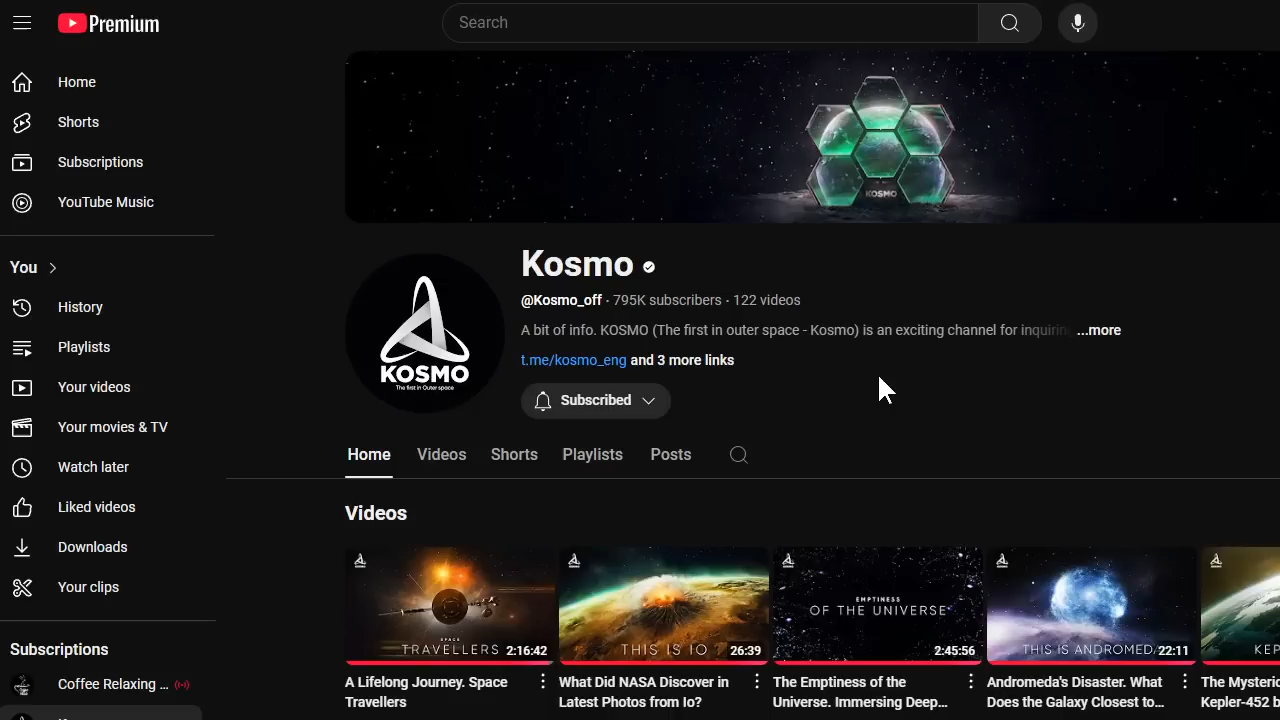 Premium
Search
Home
Shorts
Subscriptions
YouTube Music
You
History
Playlists
Your videos
Your movies & TV
Watch later
Liked videos
Downloads
Your clips
Subscriptions
Coffee Relaxing ...
KOSMO
KOSMO
The first in Outer space
Kosmo
@Kosmo_off · 795K subscribers · 122 videos
A bit of info. KOSMO (The first in outer space - Kosmo) is an exciting channel for inquirin ...more
t.me/kosmo_eng and 3 more links
Subscribed
Home Videos Shorts Playlists Posts
Videos
SPACE
TRAVELLERS 2:16:42
THIS IS IO 26:39
EMPTINESS
OF THE UNIVERSE
2:45:56
THIS IS ANDROMED 22:11
KEP
A Lifelong Journey. Space
Travellers
What Did NASA Discover in
Latest Photos from Io?
The Emptiness of the
Universe. Immersing Deep...
Andromeda's Disaster. What
Does the Galaxy Closest to...
The Mysterio
Kepler-452 b